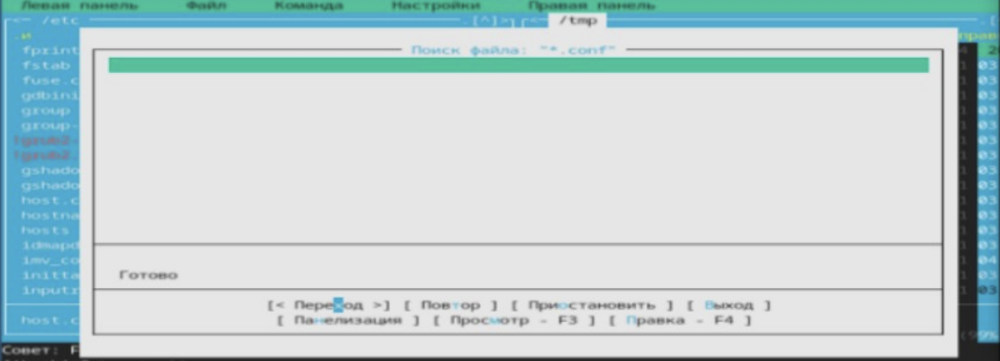 Левая панель Файл Команда Настройки Правая панель
/etc .[^]>
/tmp
.и
fprint
fstab
fuse.c
gdbini
group
group-
!grub2-
!grub2.
gshado
gshado
host.c
hostna
hosts
idmapd
imv_co
initta
inputr
host.c
Поиск файла: "*.conf"
Готово
[< Переход >] [ Повтор ] [ Приостановить ] [ Выход ]
[ Панелизация ] [ Просмотр - F3 ] [ Правка - F4 ]
Совет: F